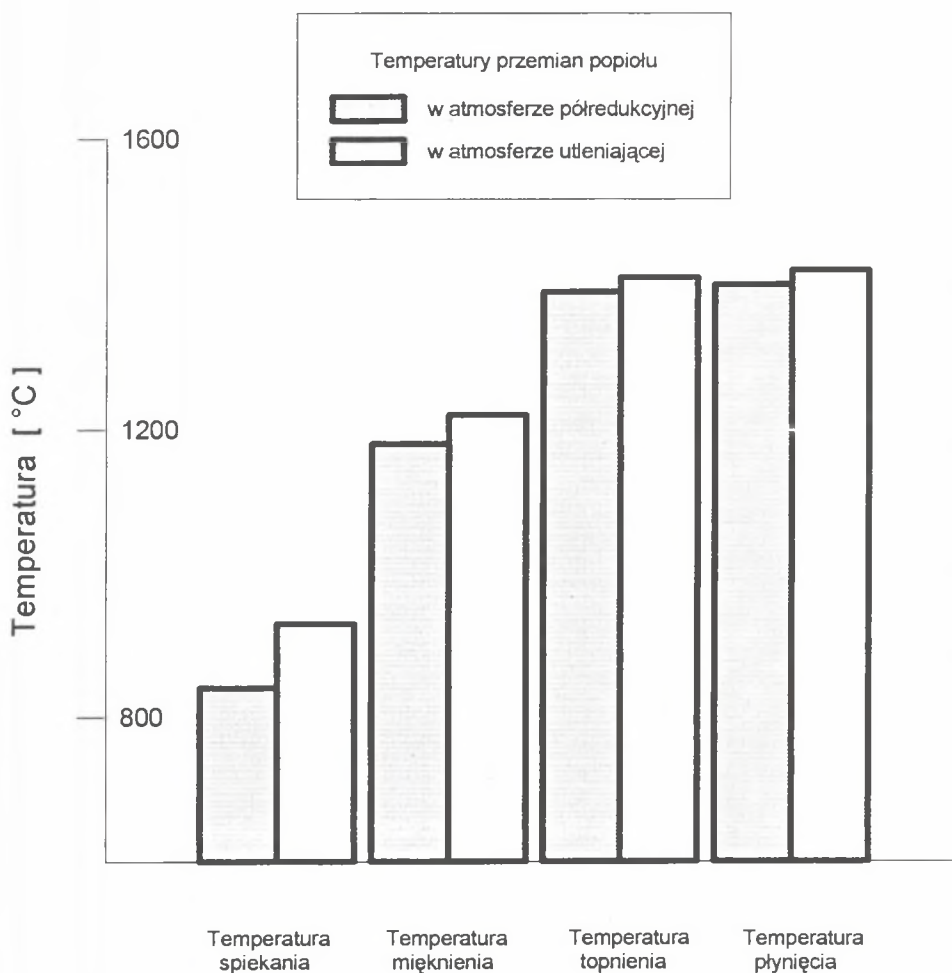 Temperatury przemian popiołu
w atmosferze półredukcyjnej
w atmosferze utleniającej
1600
1200
800
Temperatura [ °C ]
Temperatura
spiekania
Temperatura
mięknienia
Temperatura
topnienia
Temperatura
płynięcia